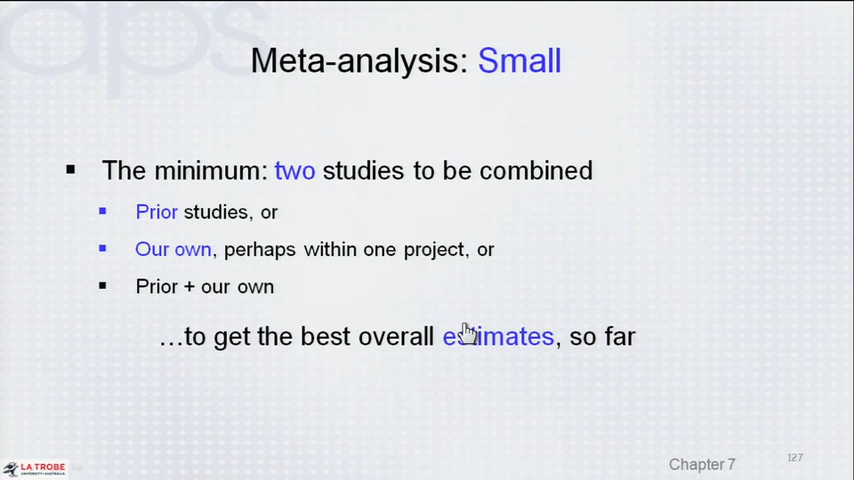 aps
Meta-analysis: Small
▪ The minimum: two studies to be combined
▪ Prior studies, or
▪ Our own, perhaps within one project, or
▪ Prior + our own
…to get the best overall estimates, so far
LA TROBE
UNIVERSITY•AUSTRALIA
Chapter 7
127